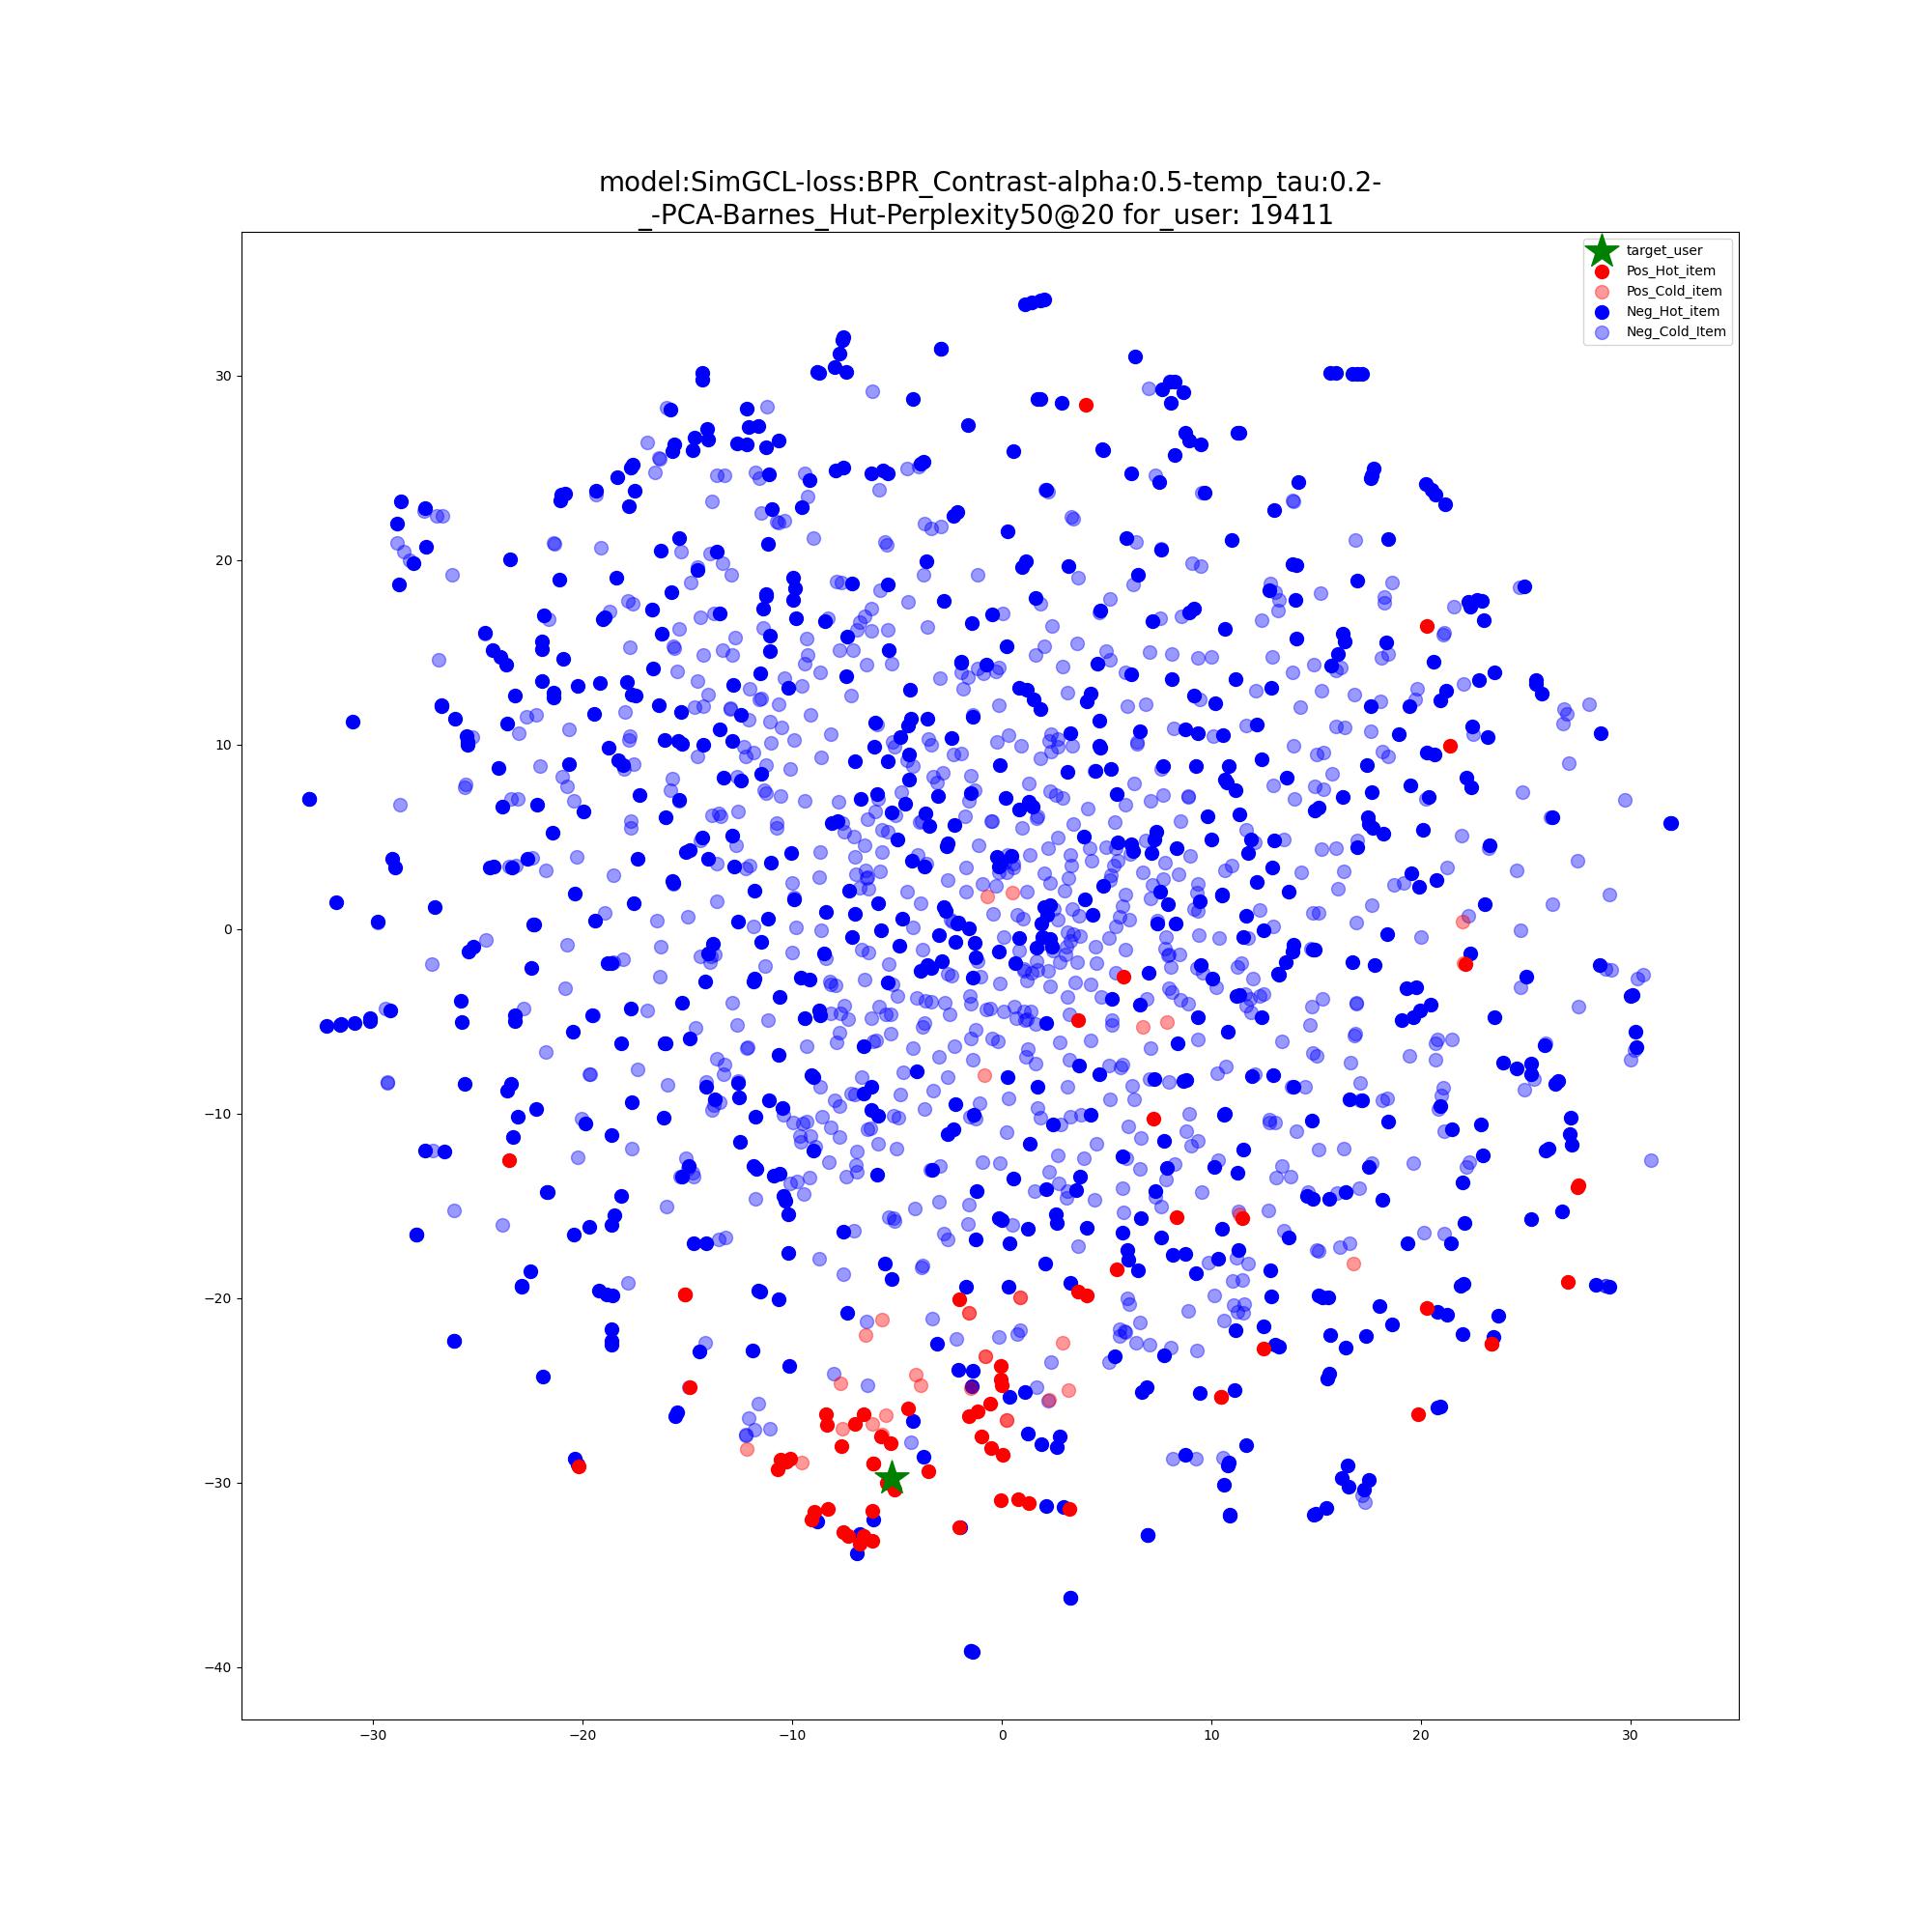 model:SimGCL-loss:BPR_Contrast-alpha:0.5-temp_tau:0.2-
_-PCA-Barnes_Hut-Perplexity50@20 for_user: 19411
target_user
Pos_Hot_item
Pos_Cold_item
Neg_Hot_item
Neg_Cold_Item
30
20
10
0
−10
−20
−30
−40
−30 −20 −10 0 10 20 30